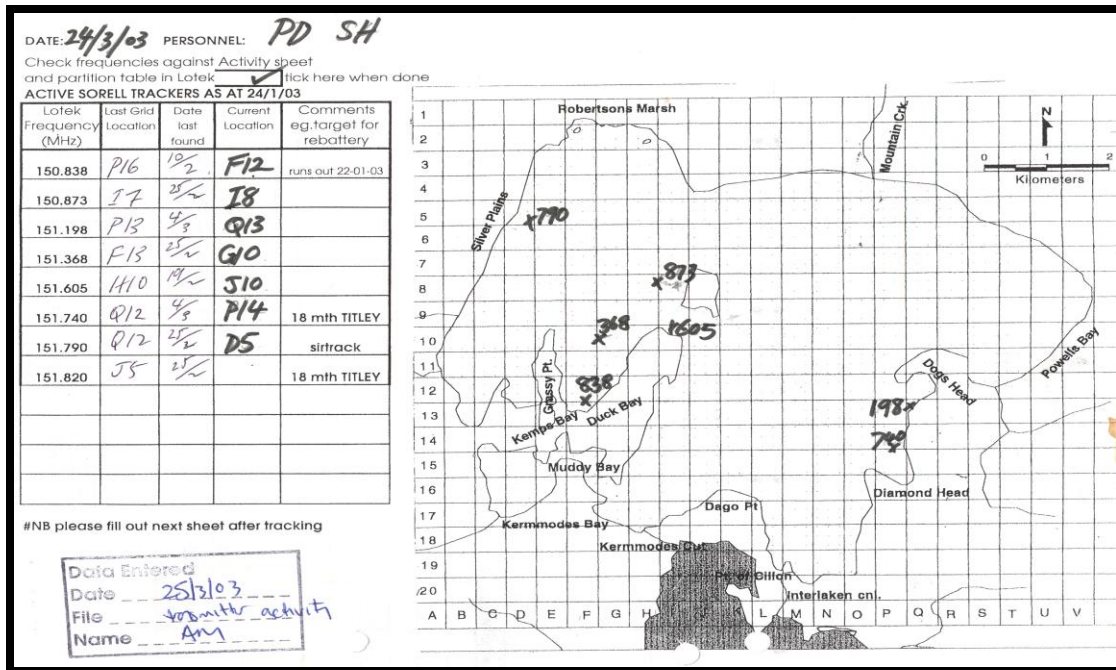 DATE: 24/3/03 PERSONNEL: PD SH
Check frequencies against Activity sheet
and partition table in Lotek ✓ tick here when done
ACTIVE SORELL TRACKERS AS AT 24/1/03
Lotek Frequency (MHz) Last Grid Location Date last found Current Location Comments eg.target for rebattery
150.838 P16 10/2 F12 runs out 22-01-03
150.873 I7 25/2 I8
151.198 P13 4/3 Q13
151.368 F13 25/2 G10
151.605 H10 19/2 J10
151.740 Q12 4/3 P14 18 mth TITLEY
151.790 Q12 25/2 D5 sirtrack
151.820 J5 25/2 18 mth TITLEY
#NB please fill out next sheet after tracking
Data Entered
Date 25/3/03
File activity
Name AM
1
2
3
4
5
6
7
8
9
10
11
12
13
14
15
16
17
18
19
20
A B C D E F G H J K L M N O P Q R S T U V
Robertsons Marsh
Mountain Crk.
N
0 1 2
Kilometers
Silver Plains
790
873
368
605
Powells Bay
Grassy Pt.
838
Dogs Head
198
Kemps Bay
Duck Bay
740
Muddy Bay
Diamond Head
Dago Pt
Kermmodes Bay
Kermmodes Cut
Pt of Cillon
Interlaken cnl.